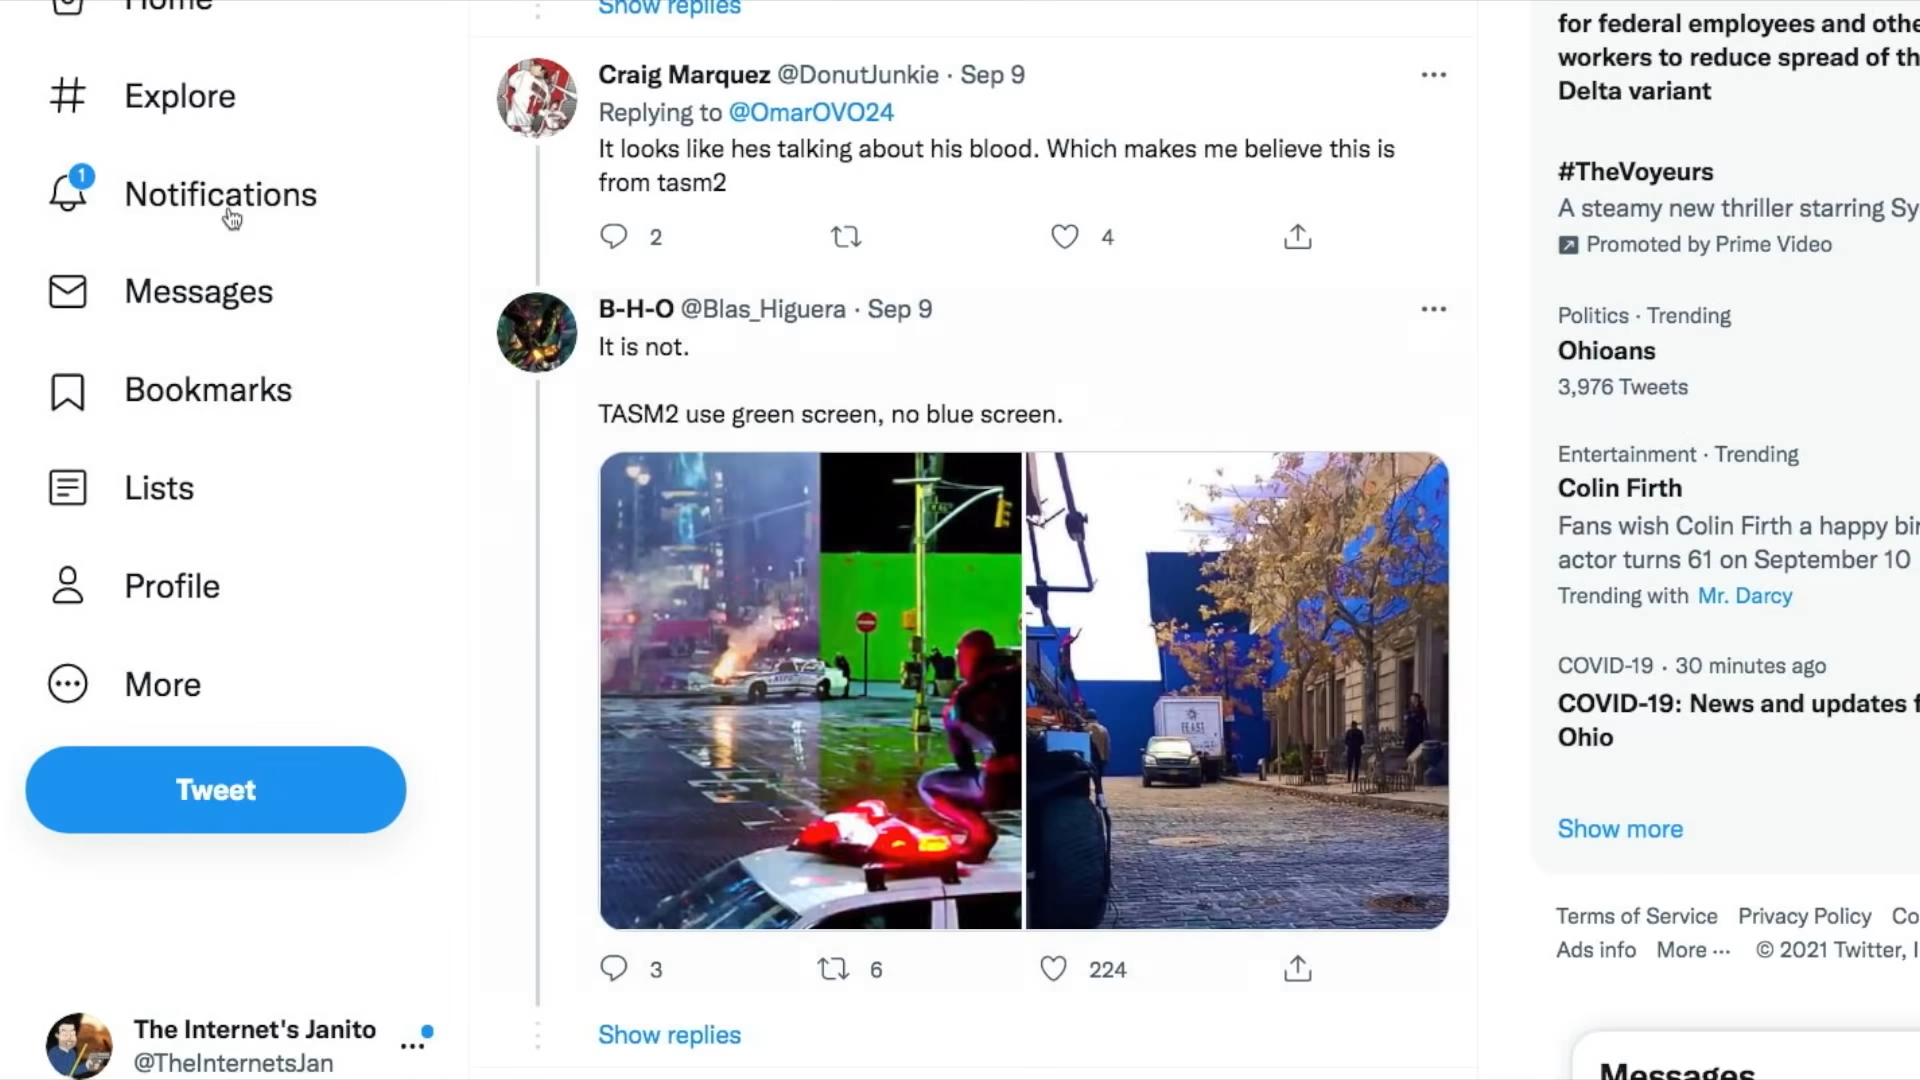 Home
Explore
1
Notifications
Messages
Bookmarks
Lists
Profile
More
Tweet
The Internet's Janito
@TheInternetsJan
Show replies
Craig Marquez @DonutJunkie · Sep 9
Replying to @OmarOVO24
It looks like hes talking about his blood. Which makes me believe this is
from tasm2
2
4
B-H-O @Blas_Higuera · Sep 9
It is not.
TASM2 use green screen, no blue screen.
FEAST
3
6
224
Show replies
for federal employees and othe
workers to reduce spread of th
Delta variant
#TheVoyeurs
A steamy new thriller starring Sy
Promoted by Prime Video
Politics · Trending
Ohioans
3,976 Tweets
Entertainment · Trending
Colin Firth
Fans wish Colin Firth a happy bir
actor turns 61 on September 10
Trending with Mr. Darcy
COVID-19 · 30 minutes ago
COVID-19: News and updates f
Ohio
Show more
Terms of Service Privacy Policy Co
Ads info More ··· © 2021 Twitter, I
Messages